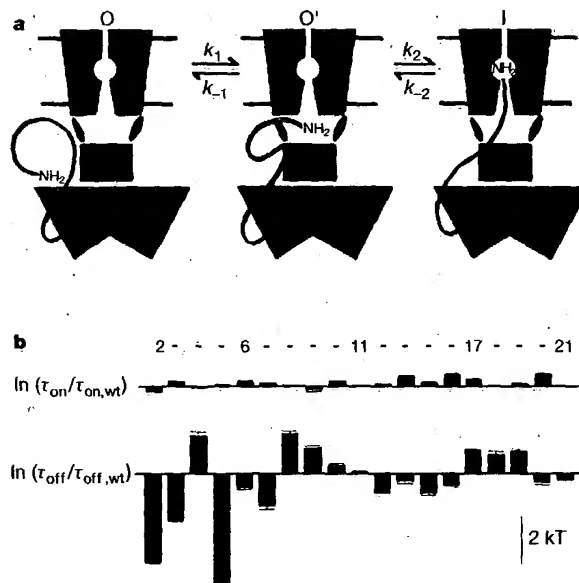 a
O k₁ O' k₂ I
k₋₁ k₋₂
NH₂ NH₂ NH₂
b 2 - - - 6 - - - - 11 - - - - - 17 - - - 21
ln (τon/τon,wt)
ln (τoff/τoff,wt)
2 kT